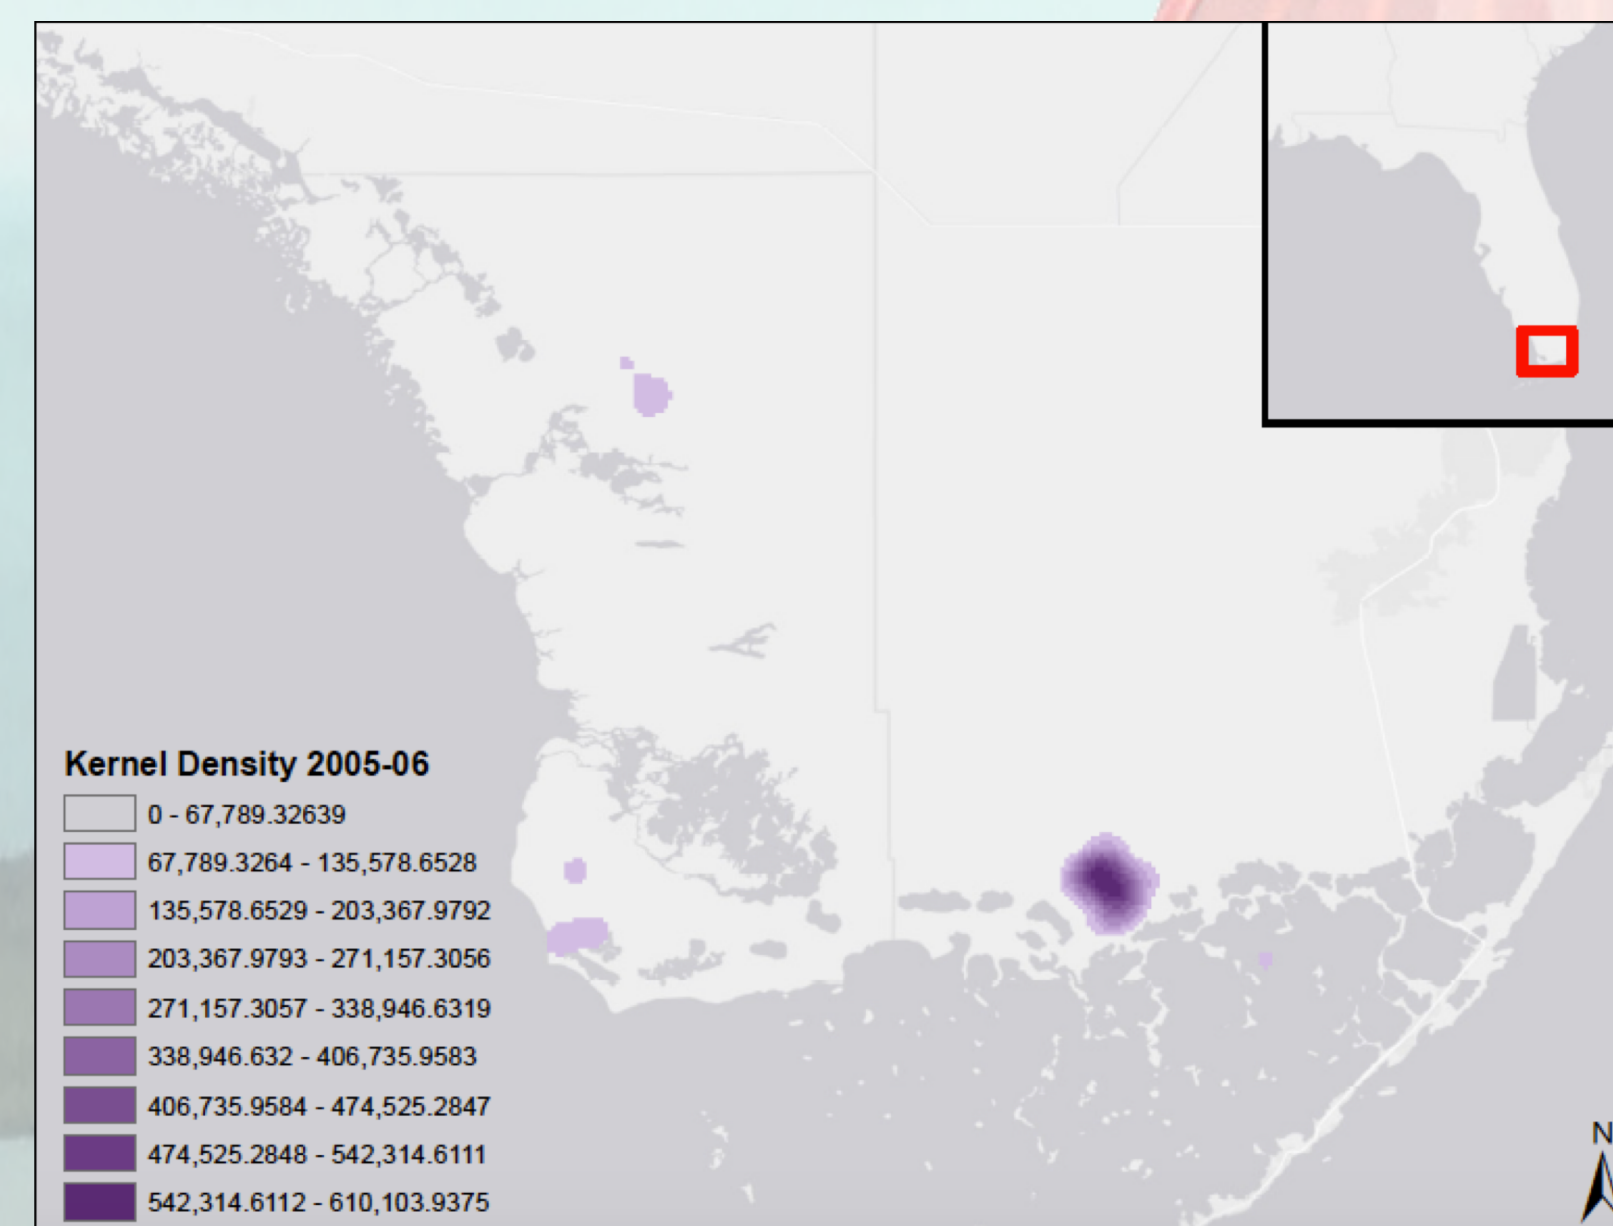 Kernel Density 2005-06
0 - 67,789.32639
67,789.3264 - 135,578.6528
135,578.6529 - 203,367.9792
203,367.9793 - 271,157.3056
271,157.3057 - 338,946.6319
338,946.632 - 406,735.9583
406,735.9584 - 474,525.2847
474,525.2848 - 542,314.6111
542,314.6112 - 610,103.9375
N